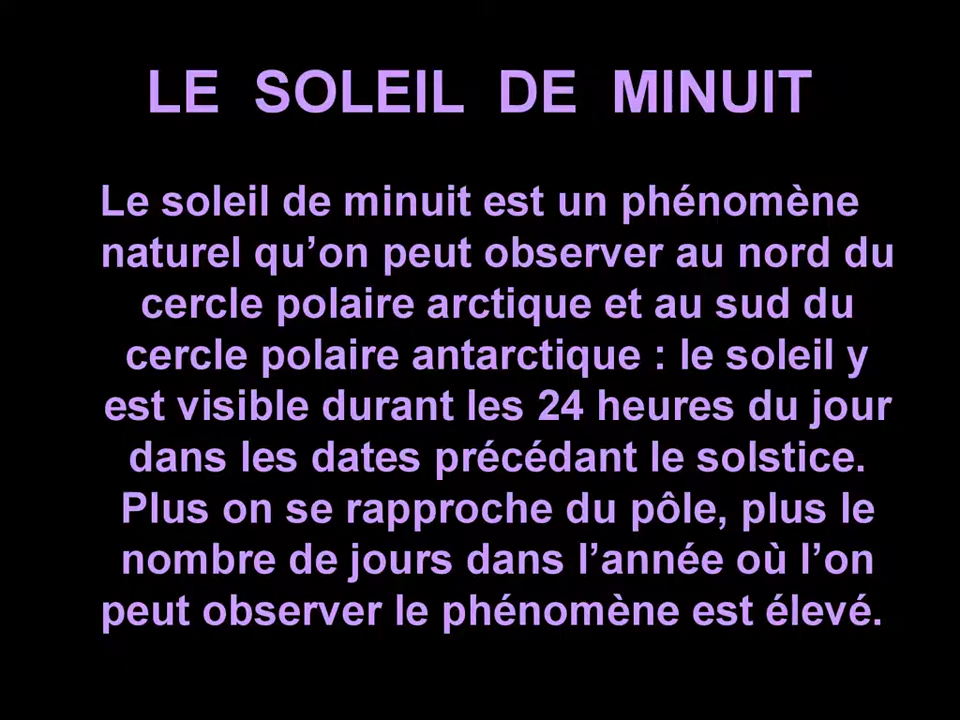 LE SOLEIL DE MINUIT
Le soleil de minuit est un phénomène
naturel qu’on peut observer au nord du
cercle polaire arctique et au sud du
cercle polaire antarctique : le soleil y
est visible durant les 24 heures du jour
dans les dates précédant le solstice.
Plus on se rapproche du pôle, plus le
nombre de jours dans l’année où l’on
peut observer le phénomène est élevé.